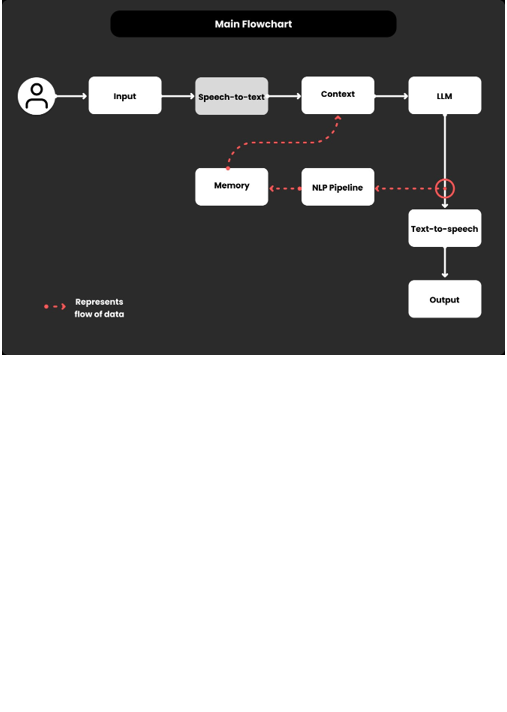 Main Flowchart
Input
Speech-to-text
Context
LLM
Memory
NLP Pipeline
Text-to-speech
Output
Represents
flow of data